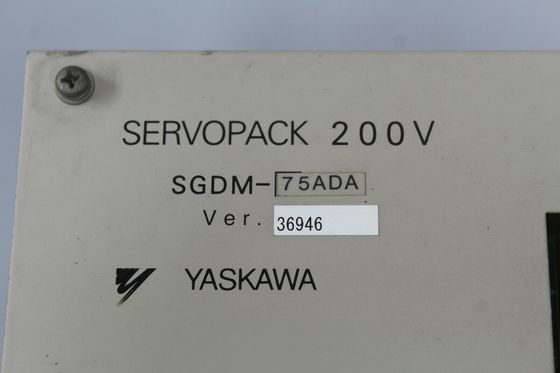 SERVOPACK 200V
SGDM-75ADA
Ver. 36946
YASKAWA